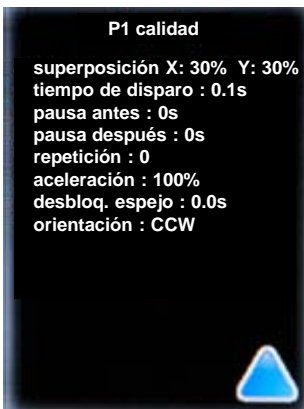 P1 calidad
superposición X: 30% Y: 30%
tiempo de disparo : 0.1s
pausa antes : 0s
pausa después : 0s
repetición : 0
aceleración : 100%
desbloq. espejo : 0.0s
orientación : CCW